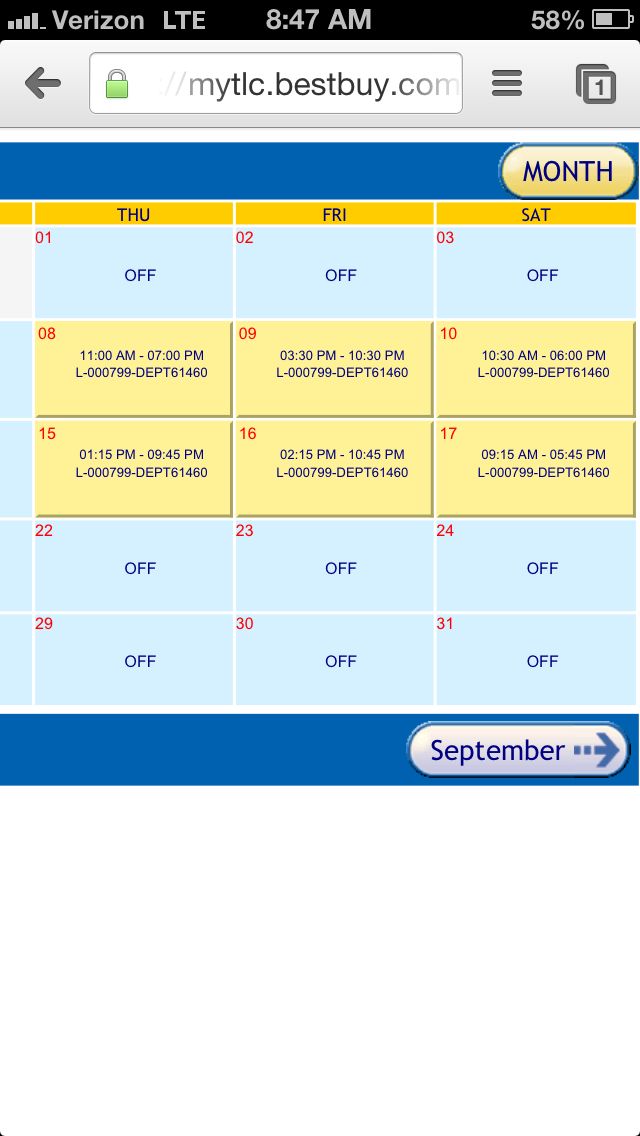 Verizon LTE 8:47 AM 58%
://mytlc.bestbuy.com 1
MONTH
THU FRI SAT
01 02 03
OFF OFF OFF
08 09 10
11:00 AM - 07:00 PM 03:30 PM - 10:30 PM 10:30 AM - 06:00 PM
L-000799-DEPT61460 L-000799-DEPT61460 L-000799-DEPT61460
15 16 17
01:15 PM - 09:45 PM 02:15 PM - 10:45 PM 09:15 AM - 05:45 PM
L-000799-DEPT61460 L-000799-DEPT61460 L-000799-DEPT61460
22 23 24
OFF OFF OFF
29 30 31
OFF OFF OFF
September